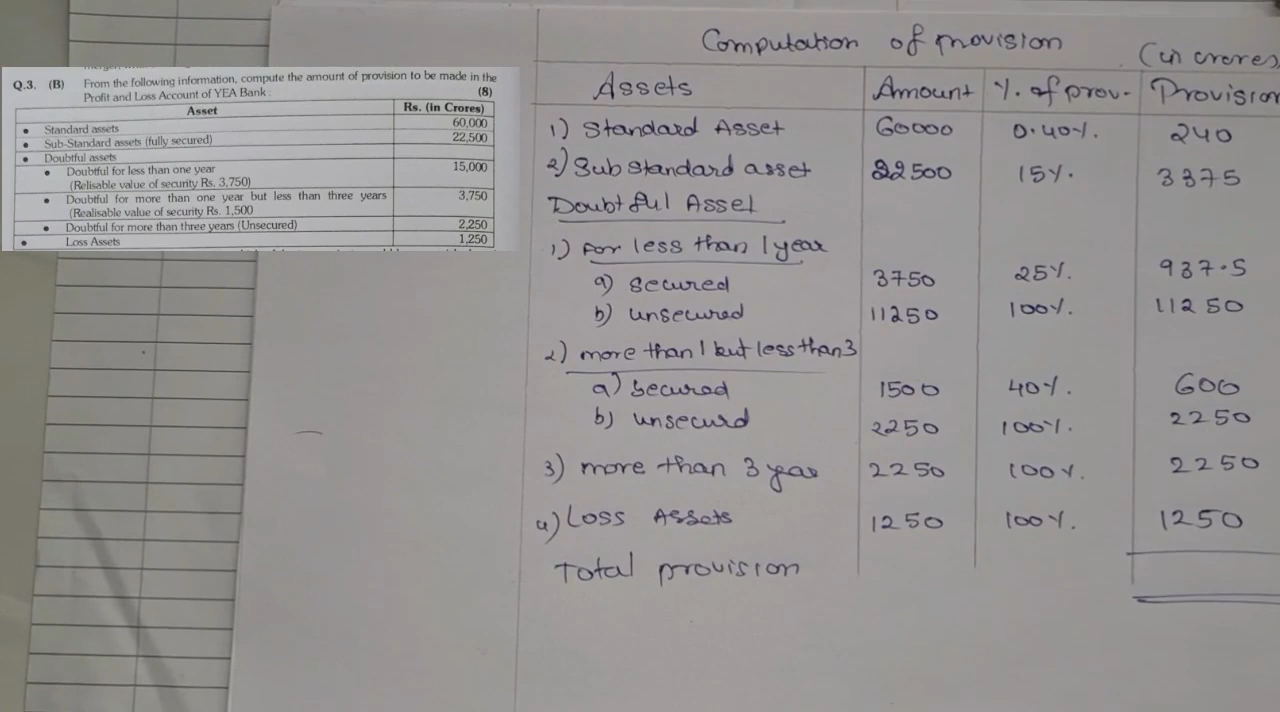 Q.3. (B) From the following information, compute the amount of provision to be made in the
Profit and Loss Account of YEA Bank : (8)
Asset Rs. (in Crores)
• Standard assets 60,000
• Sub-Standard assets (fully secured) 22,500
• Doubtful assets
• Doubtful for less than one year 15,000
(Relisable value of security Rs. 3,750)
• Doubtful for more than one year but less than three years 3,750
(Realisable value of security Rs. 1,500
• Doubtful for more than three years (Unsecured) 2,250
• Loss Assets 1,250
Computation of provision
(in crores)
Assets Amount % of prov- Provision
1) Standard Asset 60000 0.40%. 240
2) Sub standard asset 22500 15%. 3375
Doubtful Asset
1) For less than 1 year
a) secured 3750 25%. 937.5
b) unsecured 11250 100%. 11250
2) more than 1 but less than 3
a) secured 1500 40%. 600
b) unsecurd 2250 100%. 2250
3) more than 3 year 2250 100%. 2250
4) Loss Assets 1250 100%. 1250
Total provision